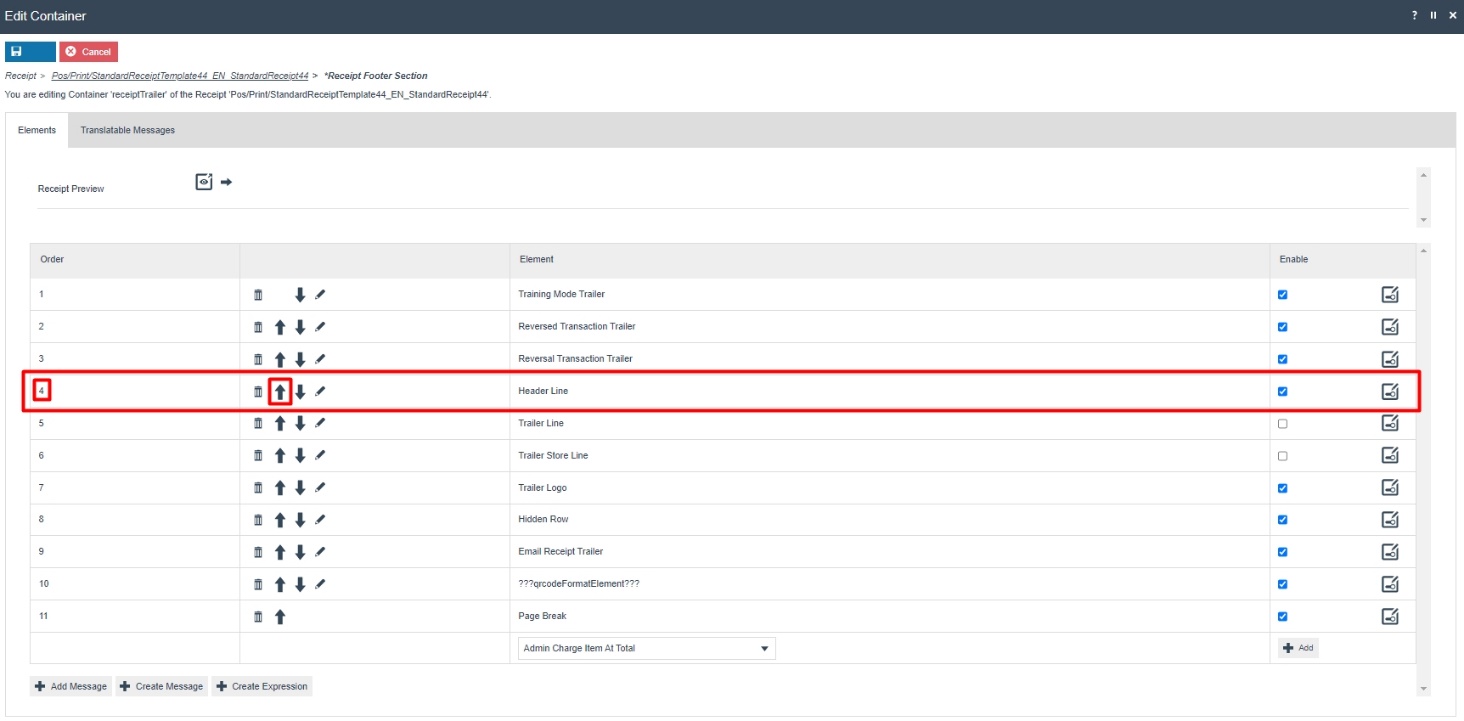 Edit Container
? 
Cancel
Receipt > Pos/Print/StandardReceiptTemplate44_EN_StandardReceipt44 > *Receipt Footer Section
You are editing Container 'receiptTrailer' of the Receipt 'Pos/Print/StandardReceiptTemplate44_EN_StandardReceipt44'.
Elements Translatable Messages
Receipt Preview
Order Element Enable
1 Training Mode Trailer
2 Reversed Transaction Trailer
3 Reversal Transaction Trailer
4 Header Line
5 Trailer Line
6 Trailer Store Line
7 Trailer Logo
8 Hidden Row
9 Email Receipt Trailer
10 ???qrcodeFormatElement???
11 Page Break
Admin Charge Item At Total Add
Add Message Create Message Create Expression